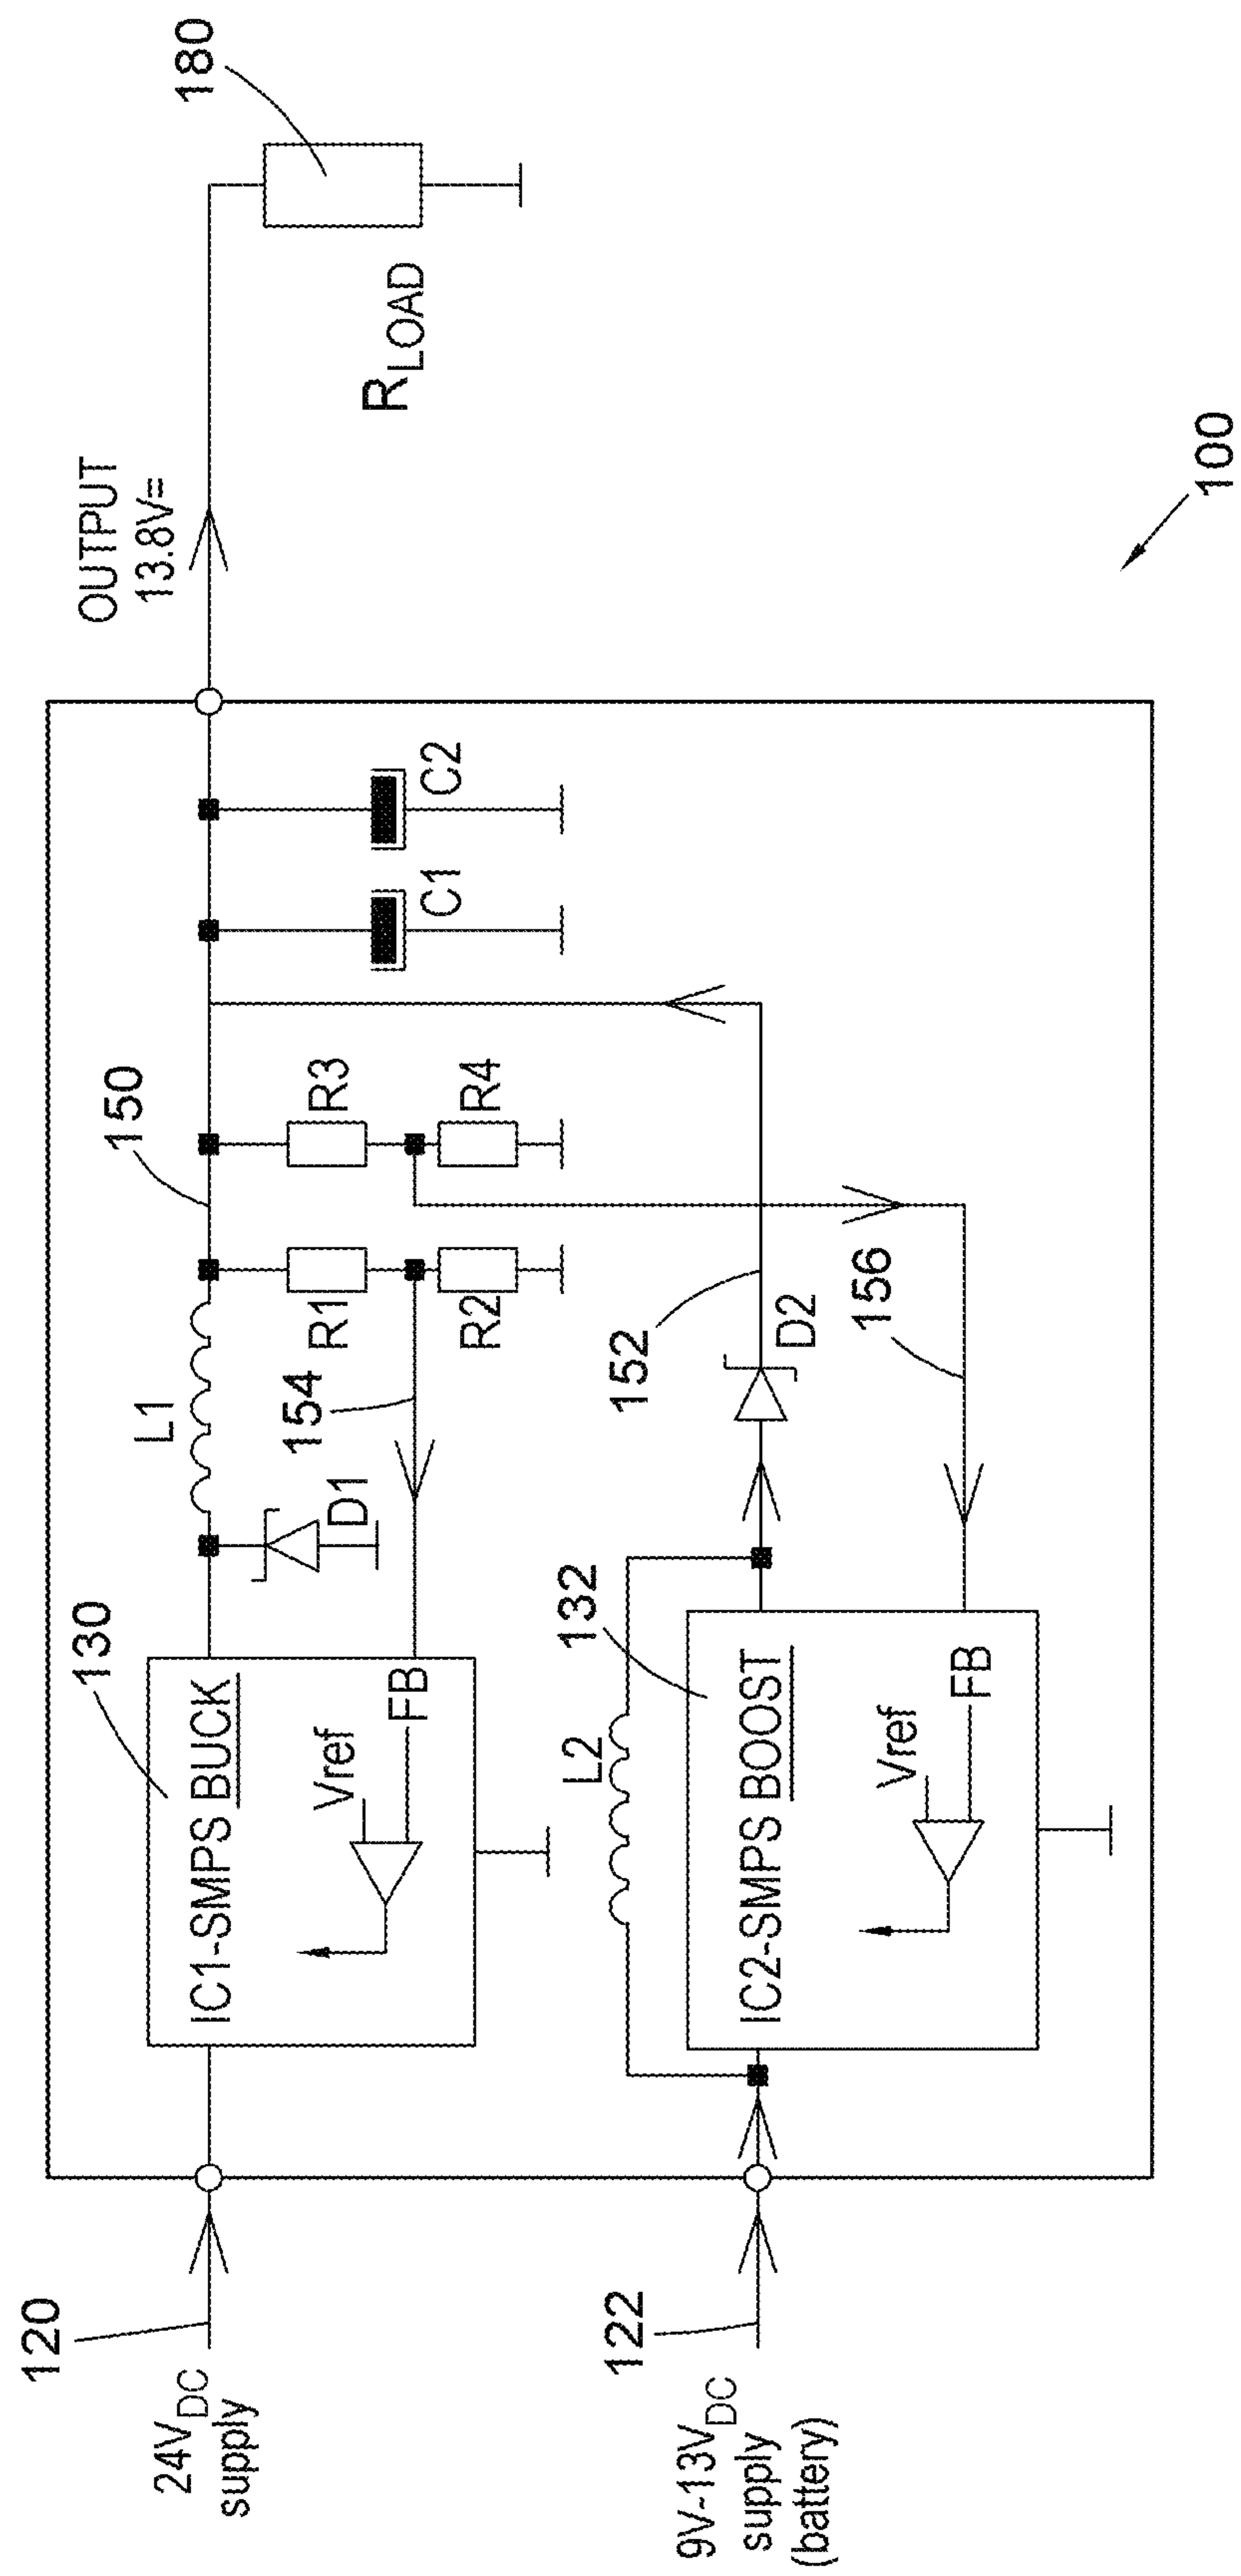 120
24VDC
supply
130
IC1-SMPS BUCK
Vref
FB
L1
D1
154
R1
R2
150
R3
R4
C1
C2
OUTPUT
13.8V=
180
RLOAD
122
9V-13VDC
supply
(battery)
L2
132
IC2-SMPS BOOST
Vref
FB
152
D2
156
100